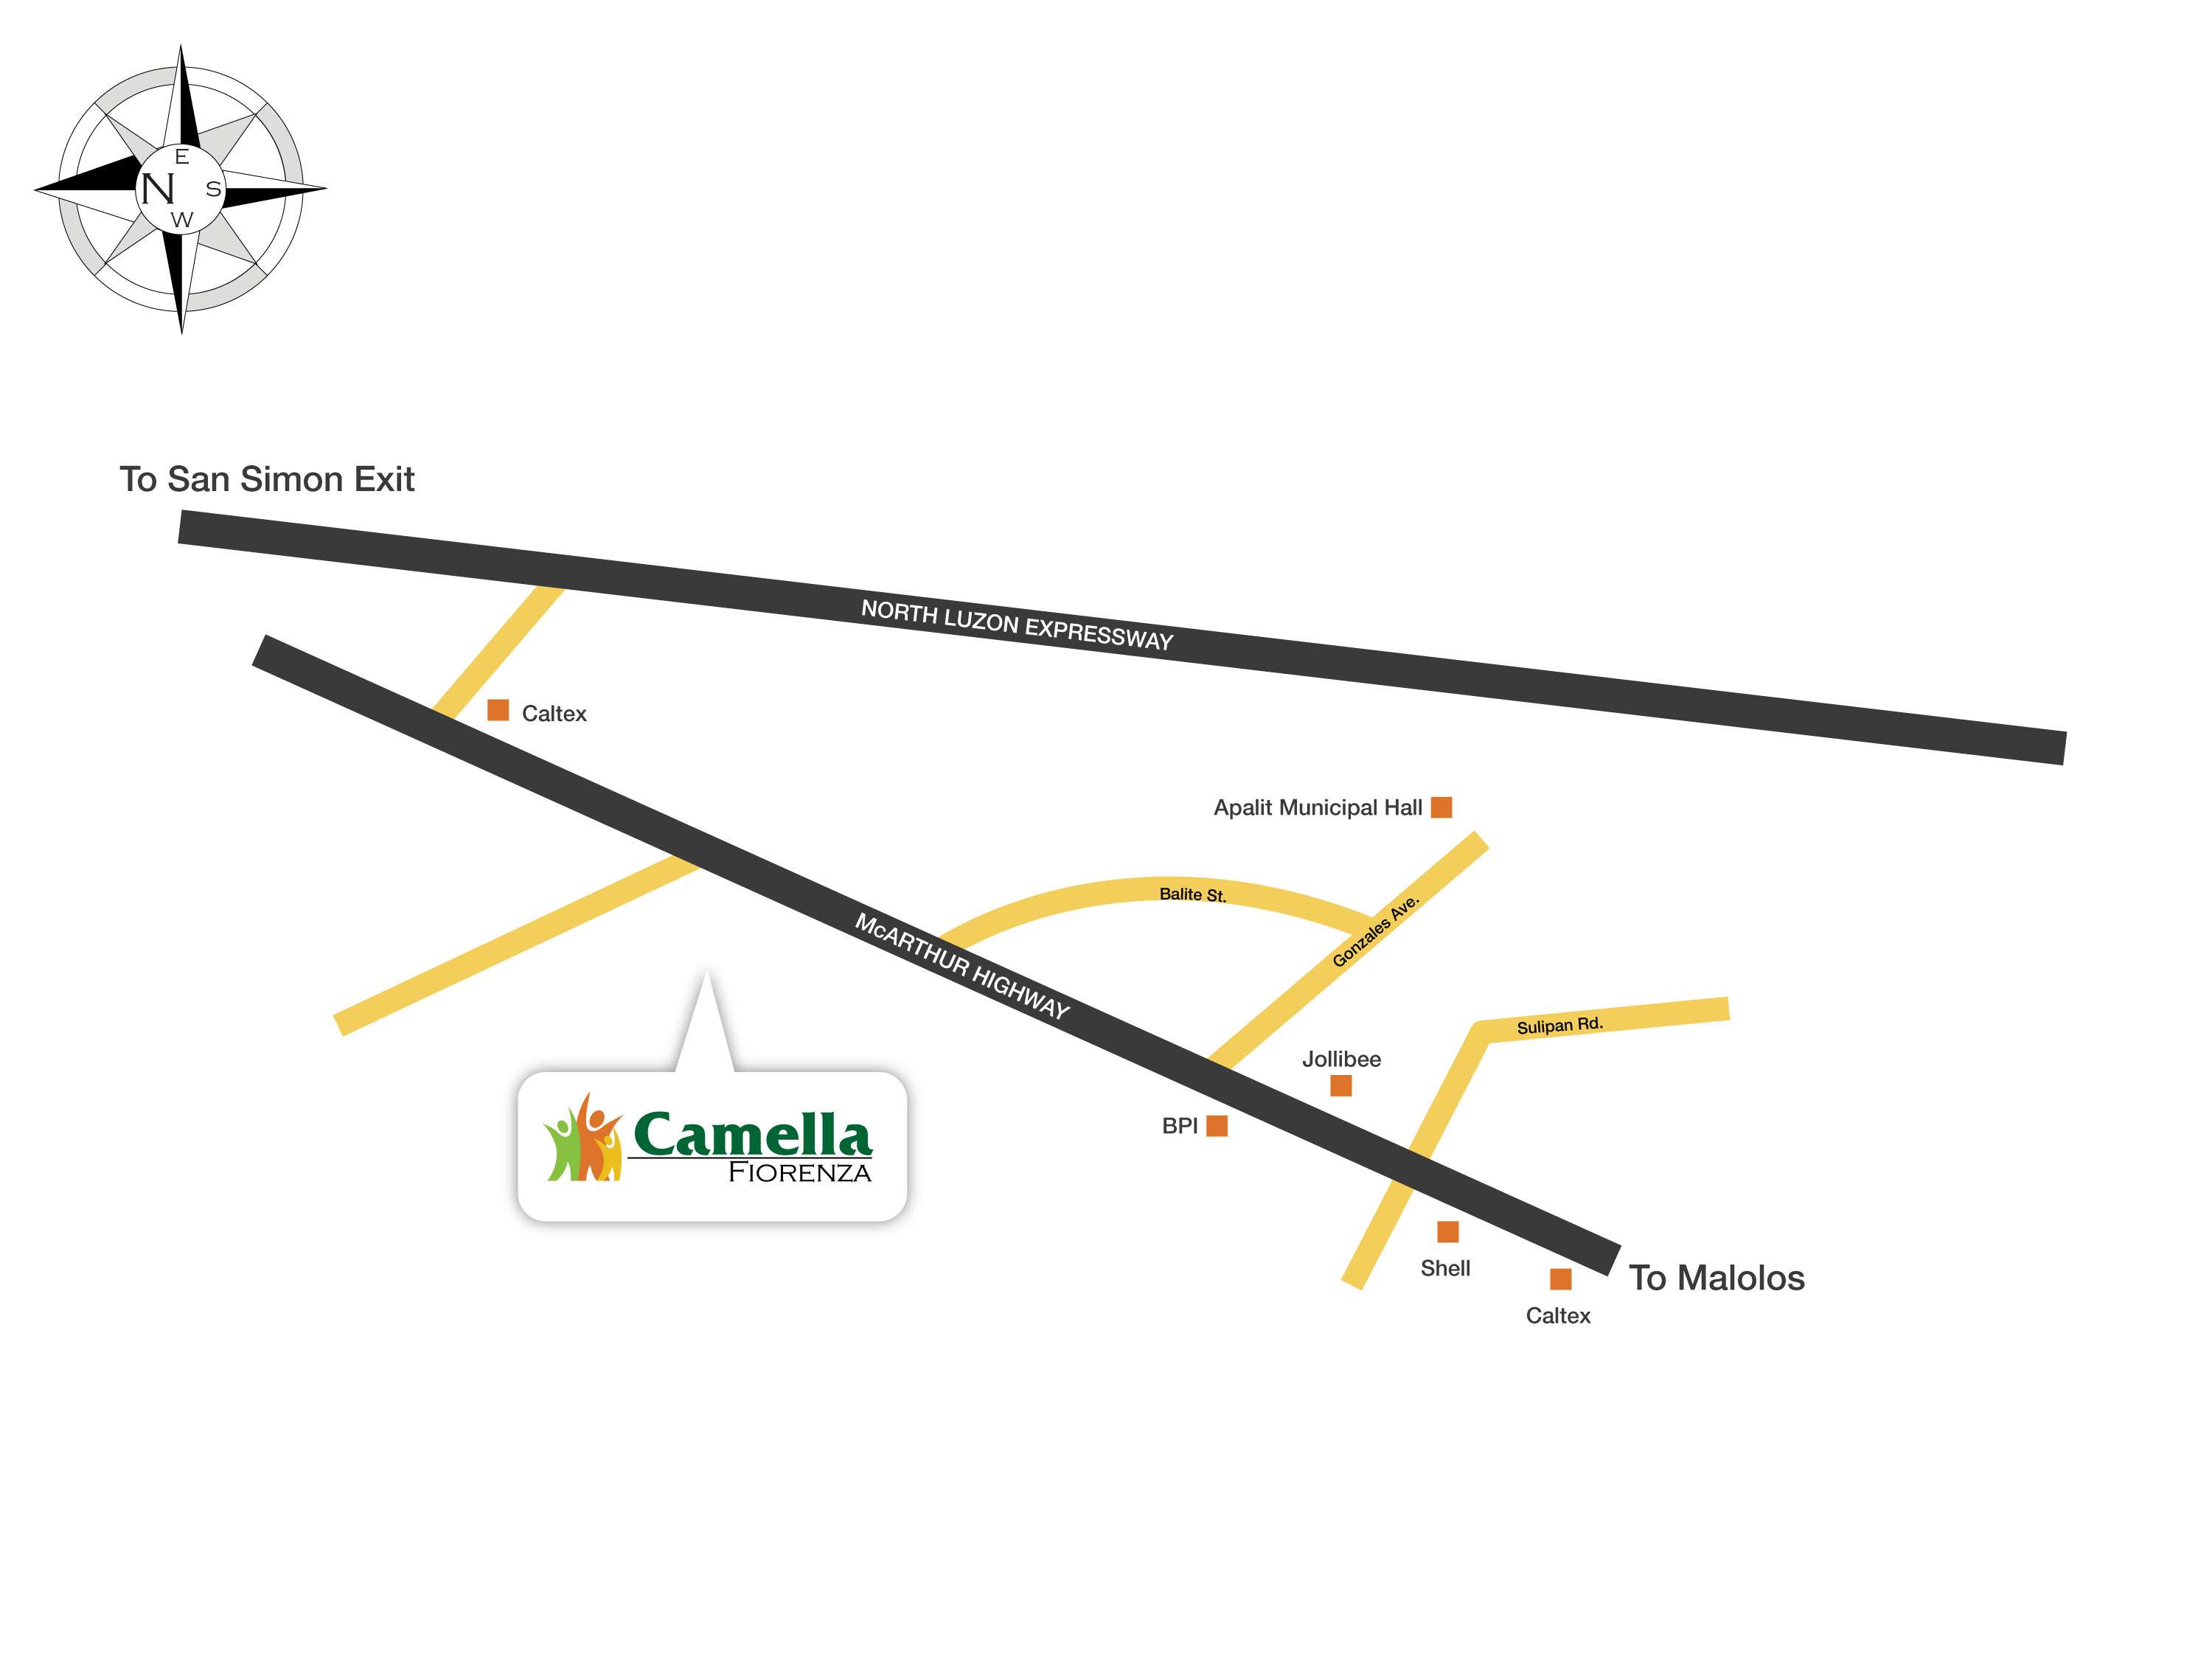 E
N S
W
To San Simon Exit
NORTH LUZON EXPRESSWAY
Caltex
Apalit Municipal Hall
Balite St.
Gonzales Ave.
McARTHUR HIGHWAY
Sulipan Rd.
Jollibee
BPI
Camella
FIORENZA
Shell
To Malolos
Caltex